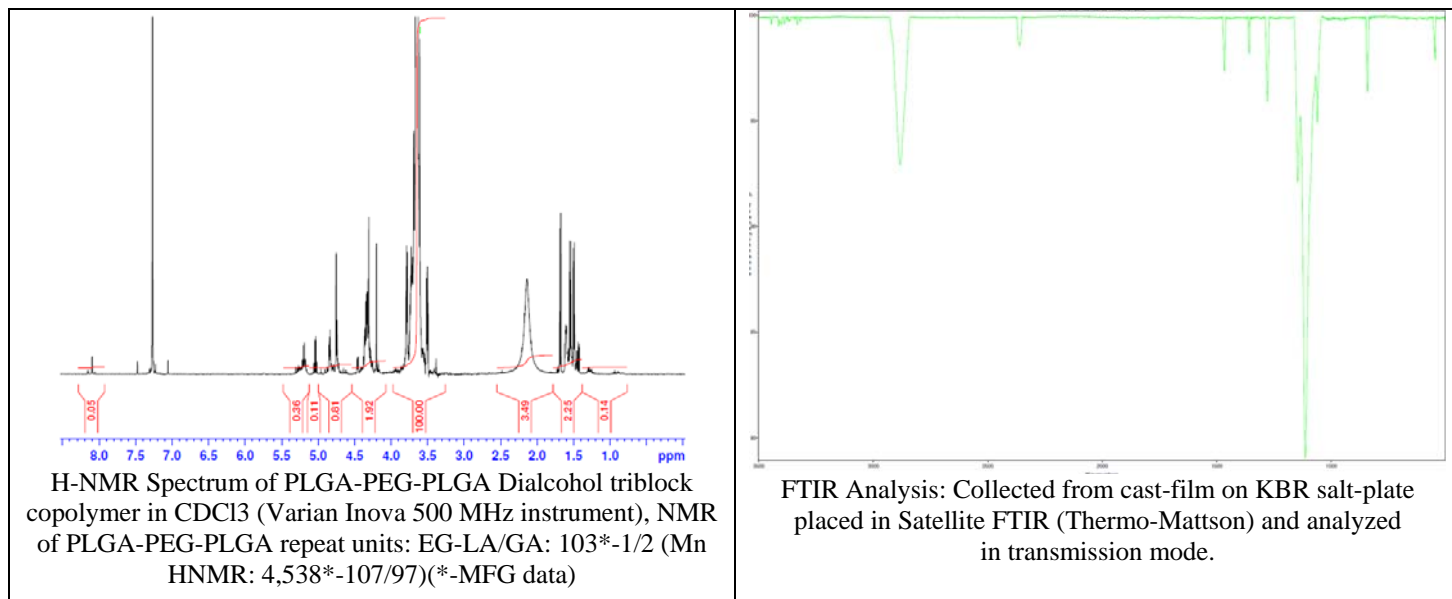 0.05
0.36
0.11
0.81
1.92
100.00
3.49
2.25
0.14
8.0 7.5 7.0 6.5 6.0 5.5 5.0 4.5 4.0 3.5 3.0 2.5 2.0 1.5 1.0 ppm
H-NMR Spectrum of PLGA-PEG-PLGA Dialcohol triblock
copolymer in CDCl3 (Varian Inova 500 MHz instrument), NMR
of PLGA-PEG-PLGA repeat units: EG-LA/GA: 103*-1/2 (Mn
HNMR: 4,538*-107/97)(*-MFG data)
FTIR Analysis: Collected from cast-film on KBR salt-plate
placed in Satellite FTIR (Thermo-Mattson) and analyzed
in transmission mode.